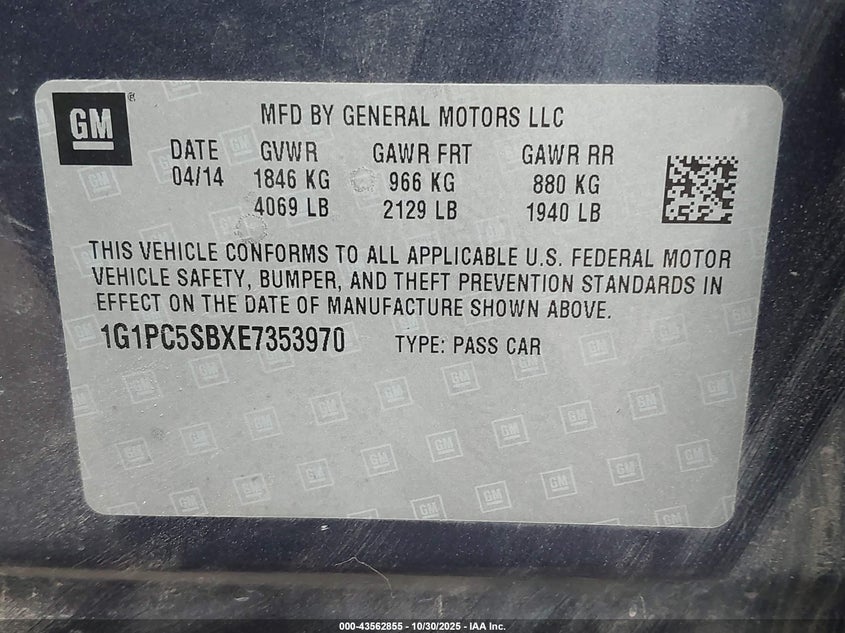 GM
MFD BY GENERAL MOTORS LLC
DATE GVWR GAWR FRT GAWR RR
04/14 1846 KG 966 KG 880 KG
4069 LB 2129 LB 1940 LB
THIS VEHICLE CONFORMS TO ALL APPLICABLE U.S. FEDERAL MOTOR
VEHICLE SAFETY, BUMPER, AND THEFT PREVENTION STANDARDS IN
EFFECT ON THE DATE OF MANUFACTURE SHOWN ABOVE.
1G1PC5SBXE7353970 TYPE: PASS CAR
000-43562855 - 10/30/2025 - IAA Inc.